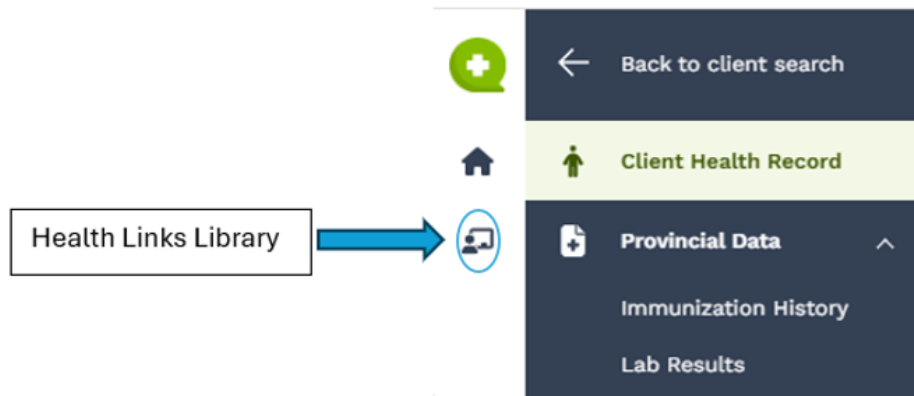 Back to client search
Client Health Record
Health Links Library
Provincial Data
Immunization History
Lab Results